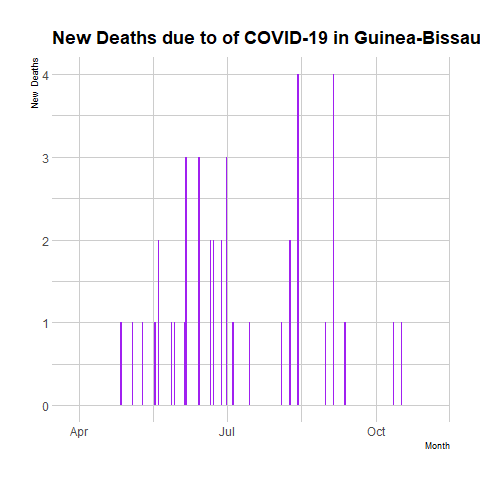 New Deaths due to of COVID-19 in Guinea-Bissau
New Deaths
4
3
2
1
0
Apr
Jul
Oct
Month